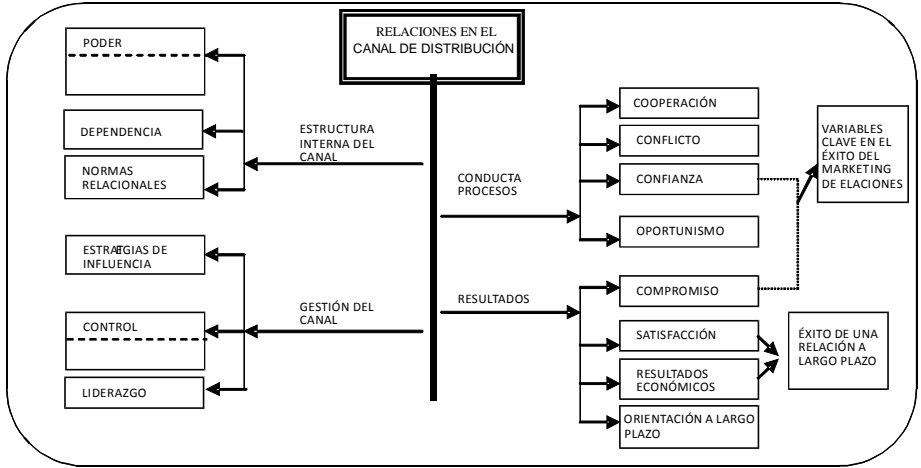 RELACIONES EN EL
CANAL DE DISTRIBUCIÓN
PODER
DEPENDENCIA
NORMAS
RELACIONALES
ESTRUCTURA
INTERNA DEL
CANAL
ESTRATEGIAS DE
INFLUENCIA
CONTROL
LIDERAZGO
GESTIÓN DEL
CANAL
CONDUCTA
PROCESOS
COOPERACIÓN
CONFLICTO
CONFIANZA
OPORTUNISMO
VARIABLES
CLAVE EN EL
ÉXITO DEL
MARKETING
DE ELACIONES
RESULTADOS
COMPROMISO
SATISFACCIÓN
RESULTADOS
ECONÓMICOS
ORIENTACIÓN A LARGO
PLAZO
ÉXITO DE UNA
RELACIÓN A
LARGO PLAZO